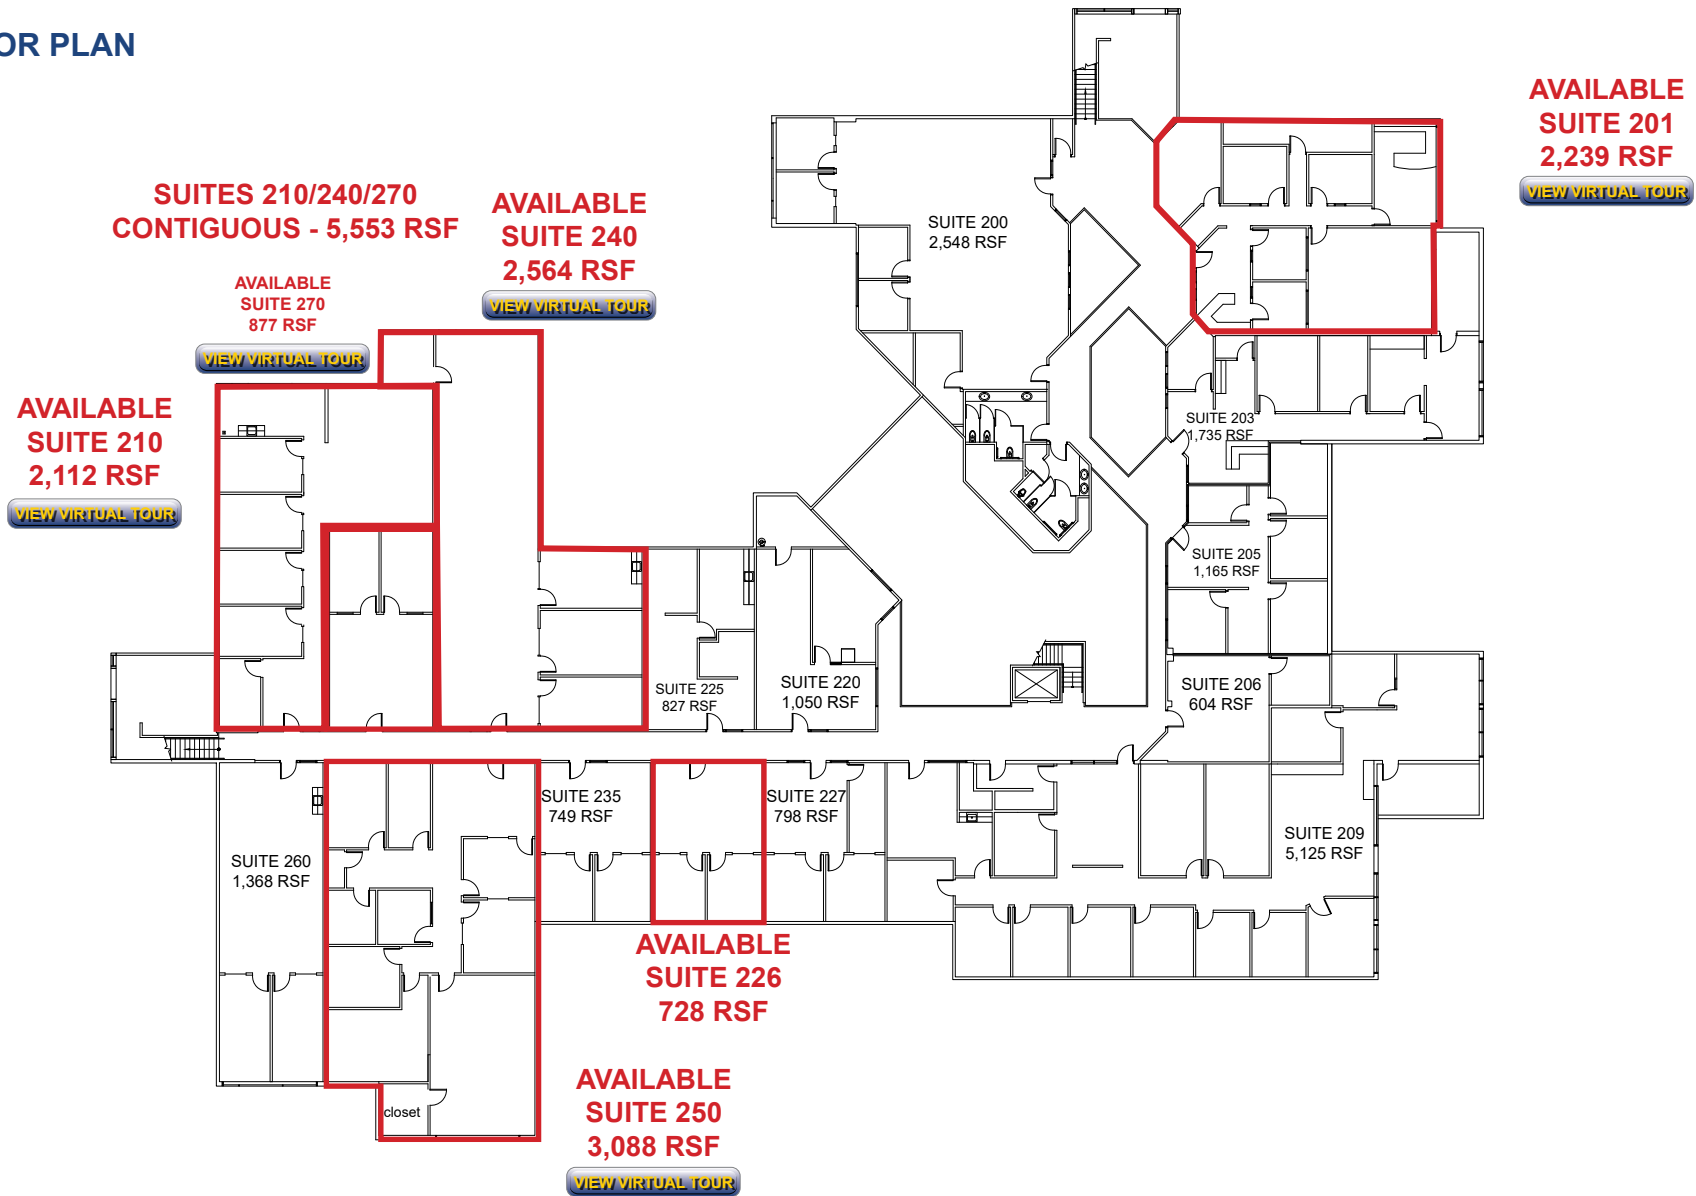 OR PLAN
AVAILABLE
SUITE 201
2,239 RSF
VIEW VIRTUAL TOUR
SUITES 210/240/270
CONTIGUOUS - 5,553 RSF
AVAILABLE
SUITE 240
2,564 RSF
VIEW VIRTUAL TOUR
SUITE 200
2,548 RSF
AVAILABLE
SUITE 270
877 RSF
VIEW VIRTUAL TOUR
AVAILABLE
SUITE 210
2,112 RSF
VIEW VIRTUAL TOUR
SUITE 203
1,735 RSF
SUITE 205
1,165 RSF
SUITE 225
827 RSF
SUITE 220
1,050 RSF
SUITE 206
604 RSF
SUITE 235
749 RSF
SUITE 227
798 RSF
SUITE 209
5,125 RSF
SUITE 260
1,368 RSF
AVAILABLE
SUITE 226
728 RSF
closet
AVAILABLE
SUITE 250
3,088 RSF
VIEW VIRTUAL TOUR